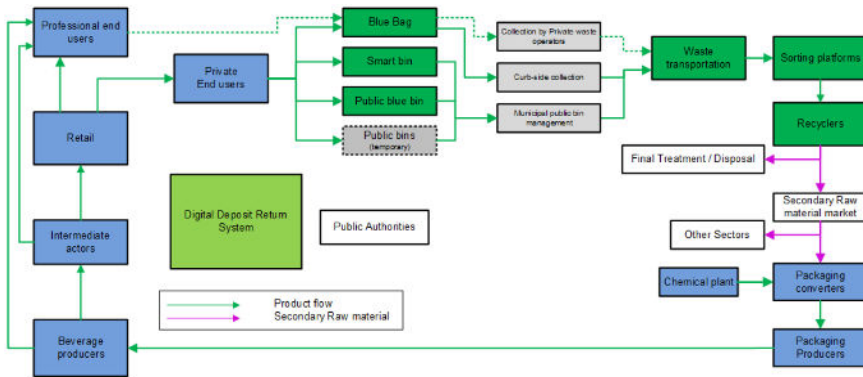 Professional end
users
Blue Bag
Collection by Private waste
operators
Waste
transportation
Sorting platforms
Private
End users
Smart bin
Curb-side collection
Public blue bin
Municipal public bin
management
Recyclers
Retail
Public bins
(temporary)
Final Treatment / Disposal
Digital Deposit Return
System
Public Authorities
Secondary Raw
material market
Intermediate
actors
Other Sectors
Chemical plant
Packaging
converters
Product flow
Secondary Raw material
Beverage
producers
Packaging
Producers